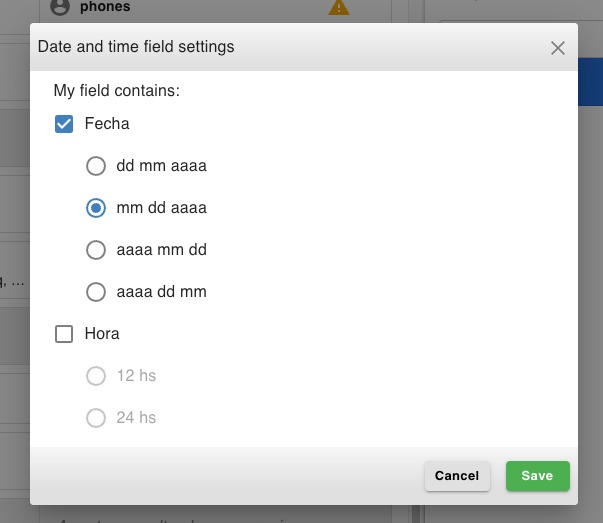 phones
Date and time field settings
My field contains:
Fecha
dd mm aaaa
mm dd aaaa
aaaa mm dd
aaaa dd mm
Hora
12 hs
24 hs
Cancel Save